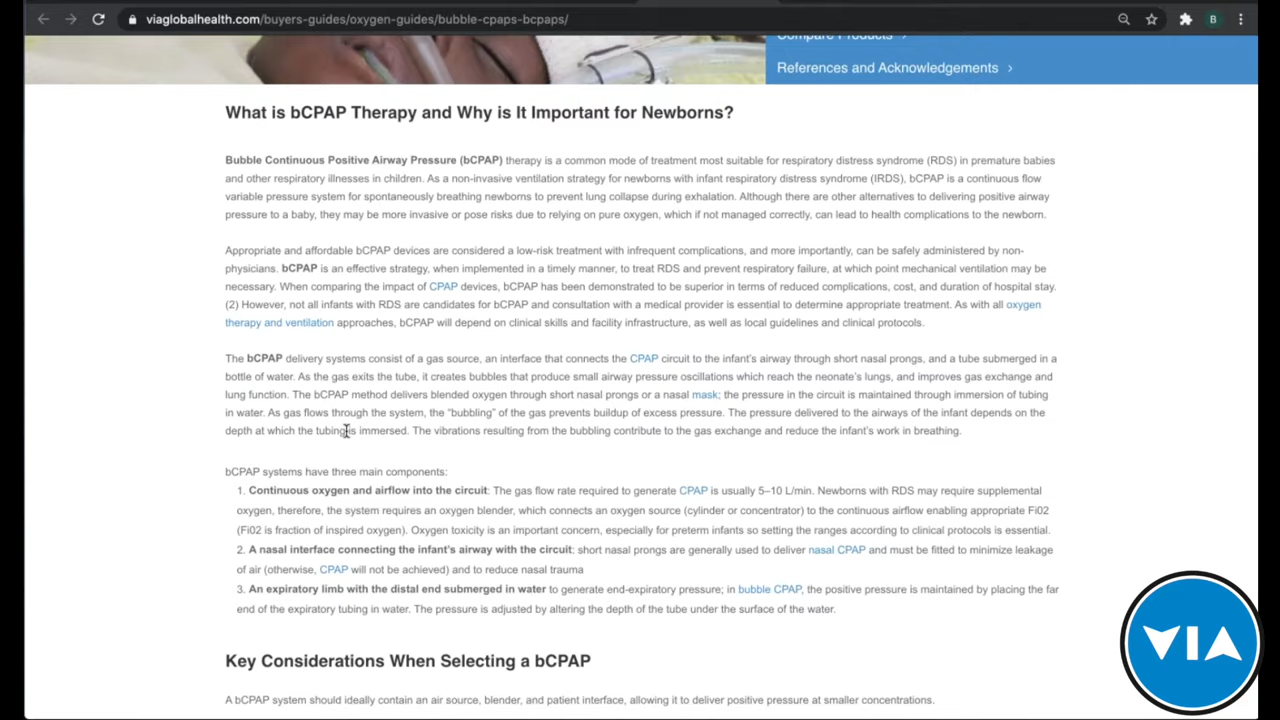 viaglobalhealth.com/buyers-guides/oxygen-guides/bubble-cpaps-bcpaps/
B
Compare Products
References and Acknowledgements
What is bCPAP Therapy and Why is It Important for Newborns?
Bubble Continuous Positive Airway Pressure (bCPAP) therapy is a common mode of treatment most suitable for respiratory distress syndrome (RDS) in premature babies
and other respiratory illnesses in children. As a non-invasive ventilation strategy for newborns with infant respiratory distress syndrome (IRDS), bCPAP is a continuous flow
variable pressure system for spontaneously breathing newborns to prevent lung collapse during exhalation. Although there are other alternatives to delivering positive airway
pressure to a baby, they may be more invasive or pose risks due to relying on pure oxygen, which if not managed correctly, can lead to health complications to the newborn.
Appropriate and affordable bCPAP devices are considered a low-risk treatment with infrequent complications, and more importantly, can be safely administered by non-
physicians. bCPAP is an effective strategy, when implemented in a timely manner, to treat RDS and prevent respiratory failure, at which point mechanical ventilation may be
necessary. When comparing the impact of CPAP devices, bCPAP has been demonstrated to be superior in terms of reduced complications, cost, and duration of hospital stay.
(2) However, not all infants with RDS are candidates for bCPAP and consultation with a medical provider is essential to determine appropriate treatment. As with all oxygen
therapy and ventilation approaches, bCPAP will depend on clinical skills and facility infrastructure, as well as local guidelines and clinical protocols.
The bCPAP delivery systems consist of a gas source, an interface that connects the CPAP circuit to the infant's airway through short nasal prongs, and a tube submerged in a
bottle of water. As the gas exits the tube, it creates bubbles that produce small airway pressure oscillations which reach the neonate's lungs, and improves gas exchange and
lung function. The bCPAP method delivers blended oxygen through short nasal prongs or a nasal mask; the pressure in the circuit is maintained through immersion of tubing
in water. As gas flows through the system, the "bubbling" of the gas prevents buildup of excess pressure. The pressure delivered to the airways of the infant depends on the
depth at which the tubing is immersed. The vibrations resulting from the bubbling contribute to the gas exchange and reduce the infant's work in breathing.
bCPAP systems have three main components:
1. Continuous oxygen and airflow into the circuit: The gas flow rate required to generate CPAP is usually 5–10 L/min. Newborns with RDS may require supplemental
oxygen, therefore, the system requires an oxygen blender, which connects an oxygen source (cylinder or concentrator) to the continuous airflow enabling appropriate Fi02
(Fi02 is fraction of inspired oxygen). Oxygen toxicity is an important concern, especially for preterm infants so setting the ranges according to clinical protocols is essential.
2. A nasal interface connecting the infant's airway with the circuit: short nasal prongs are generally used to deliver nasal CPAP and must be fitted to minimize leakage
of air (otherwise, CPAP will not be achieved) and to reduce nasal trauma
3. An expiratory limb with the distal end submerged in water to generate end-expiratory pressure; in bubble CPAP, the positive pressure is maintained by placing the far
end of the expiratory tubing in water. The pressure is adjusted by altering the depth of the tube under the surface of the water.
Key Considerations When Selecting a bCPAP
A bCPAP system should ideally contain an air source, blender, and patient interface, allowing it to deliver positive pressure at smaller concentrations.
VIA